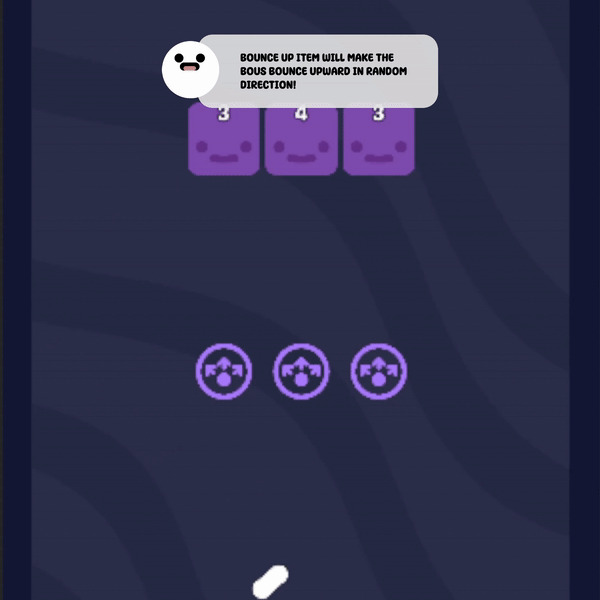 BOUNCE UP ITEM WILL MAKE THE
BOUS BOUNCE UPWARD IN RANDOM
DIRECTION!
3 4 3